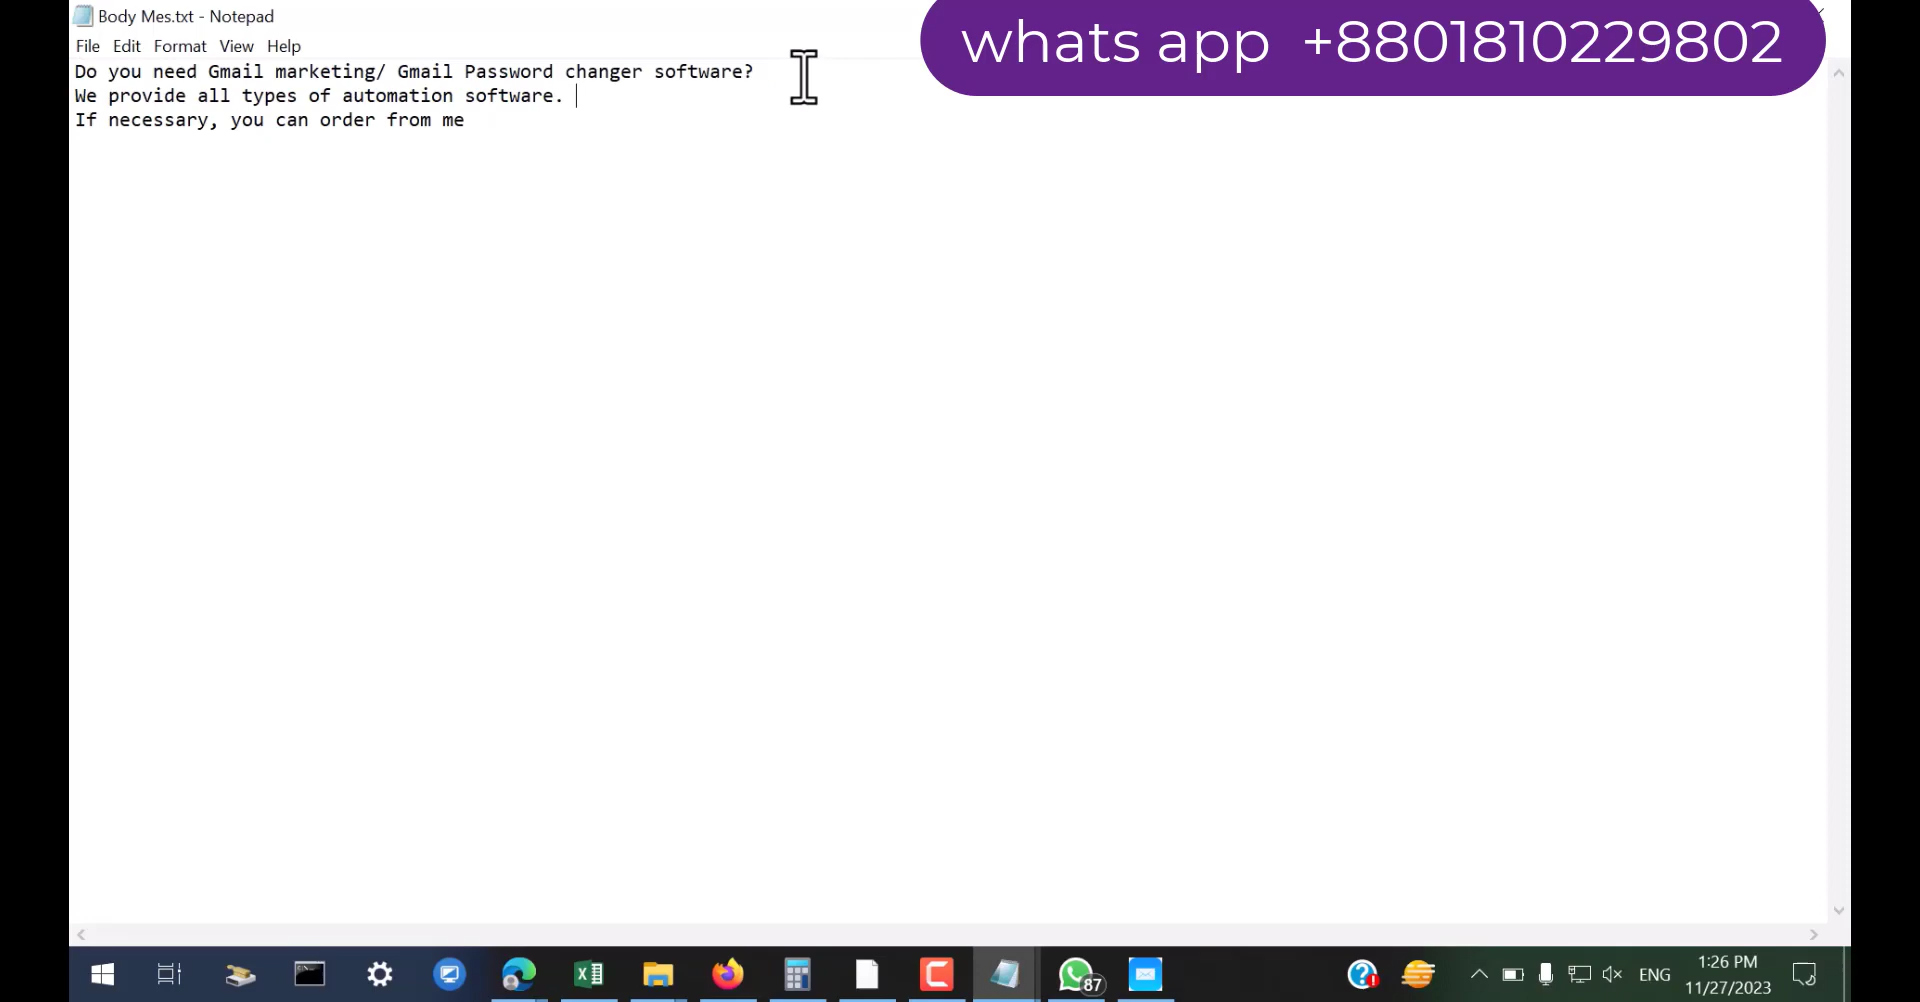 Body Mes.txt - Notepad
whats app +8801810229802
File Edit Format View Help
Do you need Gmail marketing/ Gmail Password changer software?
We provide all types of automation software.
If necessary, you can order from me
87
ENG
1:26 PM
11/27/2023